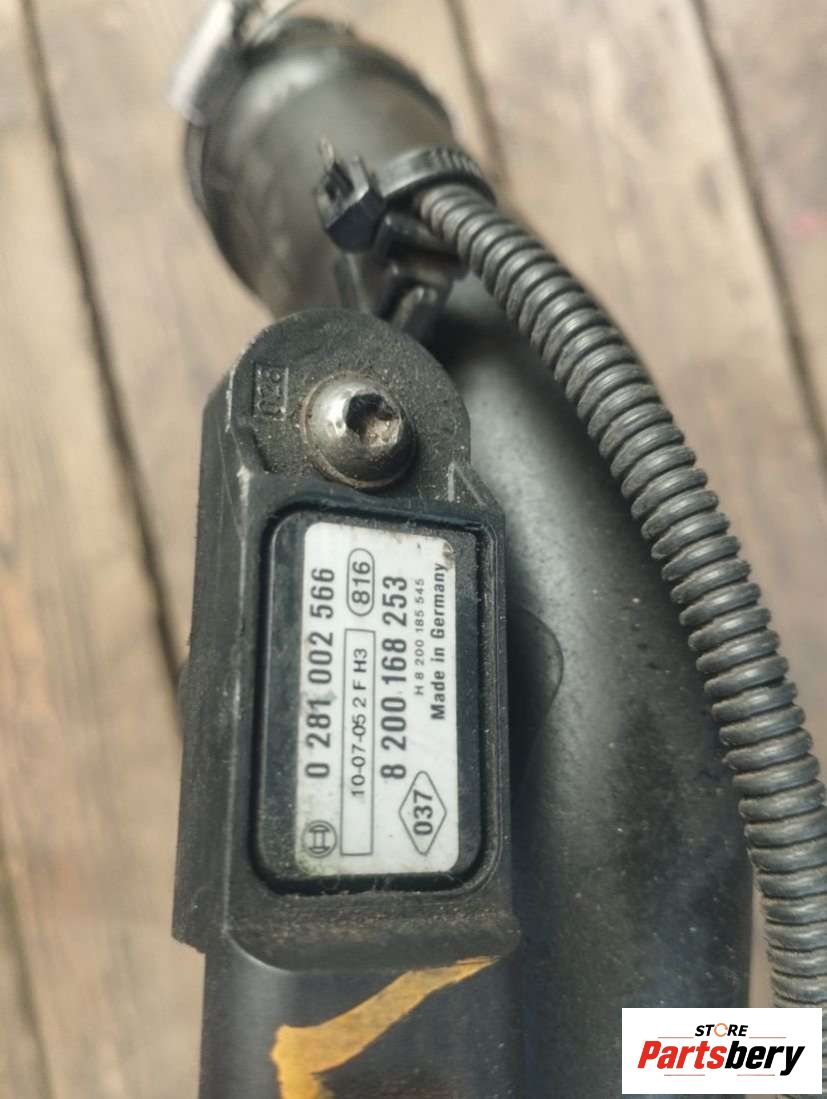 0 281 002 566
10-07-05 2 F H3 816
8 200 168 253
H 8 200 185 545
037 Made in Germany
STORE
Partsbery